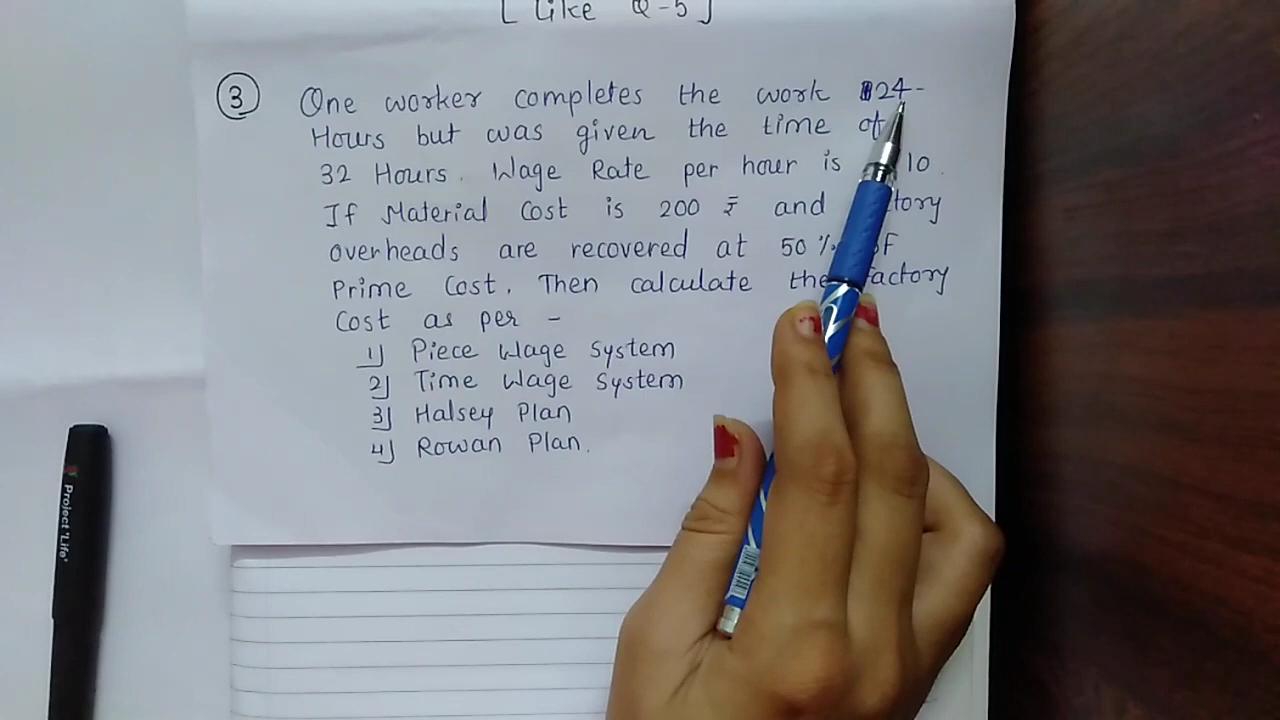 [ Like Q-5 ]
3 One worker completes the work 24
Hours but was given the time of
32 Hours. Wage Rate per hour is 10.
If Material Cost is 200 ₹ and
overheads are recovered at 50%
Prime Cost. Then calculate the Factory
Cost as per -
1] Piece Wage System
2] Time Wage System
3] Halsey Plan
4] Rowan Plan.
Project 'Life'